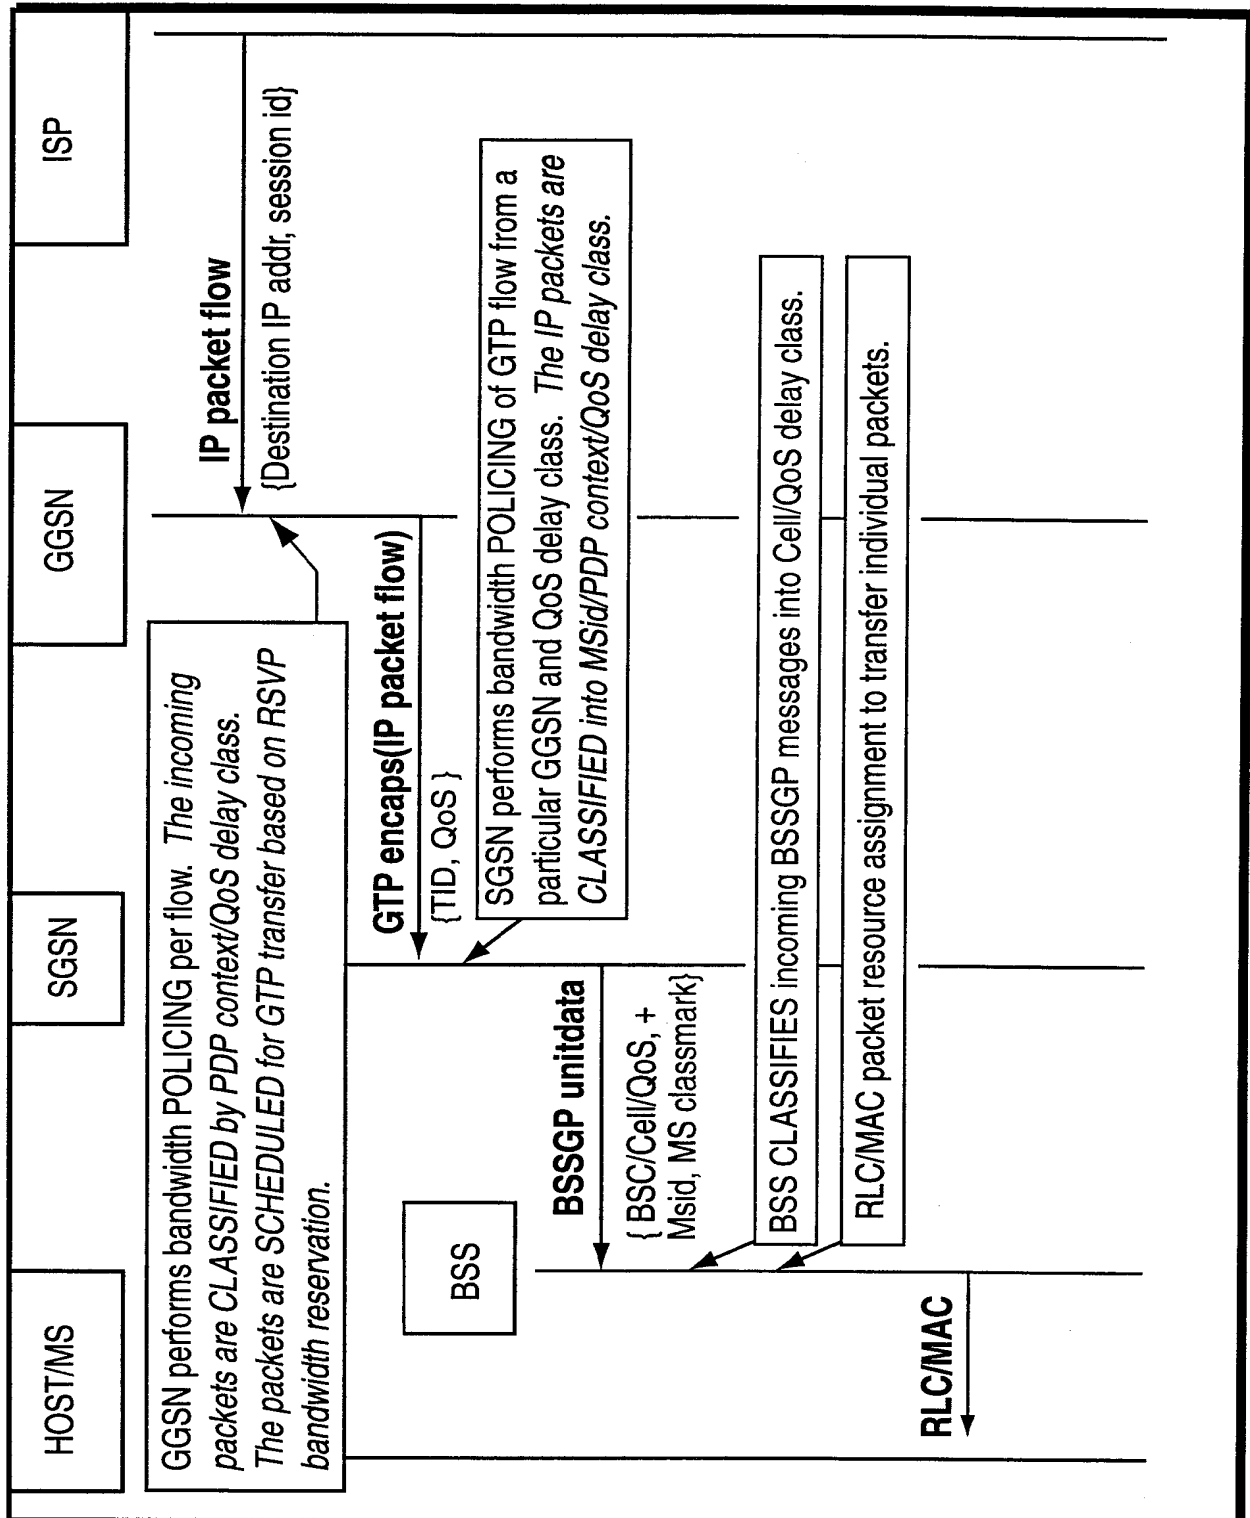 HOST/MS
SGSN
GGSN
ISP
GGSN performs bandwidth POLICING per flow. The incoming
packets are CLASSIFIED by PDP context/QoS delay class.
The packets are SCHEDULED for GTP transfer based on RSVP
bandwidth reservation.
IP packet flow
{Destination IP addr, session id}
GTP encaps(IP packet flow)
{TID, QoS }
BSS
SGSN performs bandwidth POLICING of GTP flow from a
particular GGSN and QoS delay class. The IP packets are
CLASSIFIED into MSid/PDP context/QoS delay class.
BSSGP unitdata
{ BSC/Cell/QoS, +
Msid, MS classmark}
BSS CLASSIFIES incoming BSSGP messages into Cell/QoS delay class.
RLC/MAC packet resource assignment to transfer individual packets.
RLC/MAC